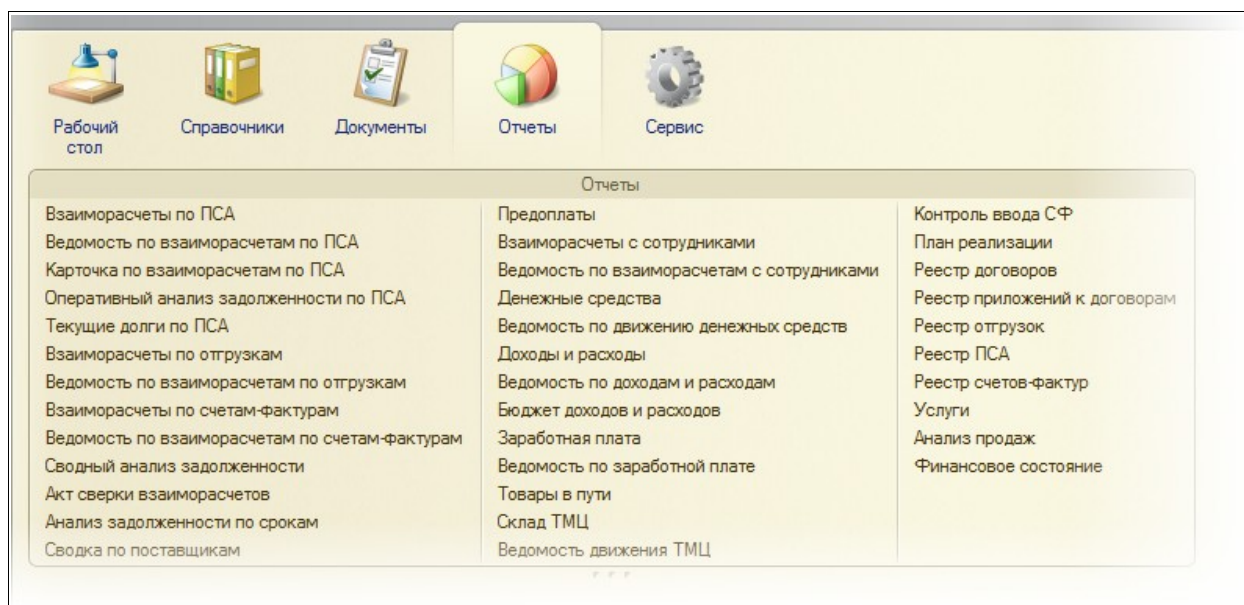 Рабочий
стол
Справочники
Документы
Отчеты
Сервис
Отчеты
Взаиморасчеты по ПСА
Ведомость по взаиморасчетам по ПСА
Карточка по взаиморасчетам по ПСА
Оперативный анализ задолженности по ПСА
Текущие долги по ПСА
Взаиморасчеты по отгрузкам
Ведомость по взаиморасчетам по отгрузкам
Взаиморасчеты по счетам-фактурам
Ведомость по взаиморасчетам по счетам-фактурам
Сводный анализ задолженности
Акт сверки взаиморасчетов
Анализ задолженности по срокам
Сводка по поставщикам
Предоплаты
Взаиморасчеты с сотрудниками
Ведомость по взаиморасчетам с сотрудниками
Денежные средства
Ведомость по движению денежных средств
Доходы и расходы
Ведомость по доходам и расходам
Бюджет доходов и расходов
Заработная плата
Ведомость по заработной плате
Товары в пути
Склад ТМЦ
Ведомость движения ТМЦ
Контроль ввода СФ
План реализации
Реестр договоров
Реестр приложений к договорам
Реестр отгрузок
Реестр ПСА
Реестр счетов-фактур
Услуги
Анализ продаж
Финансовое состояние